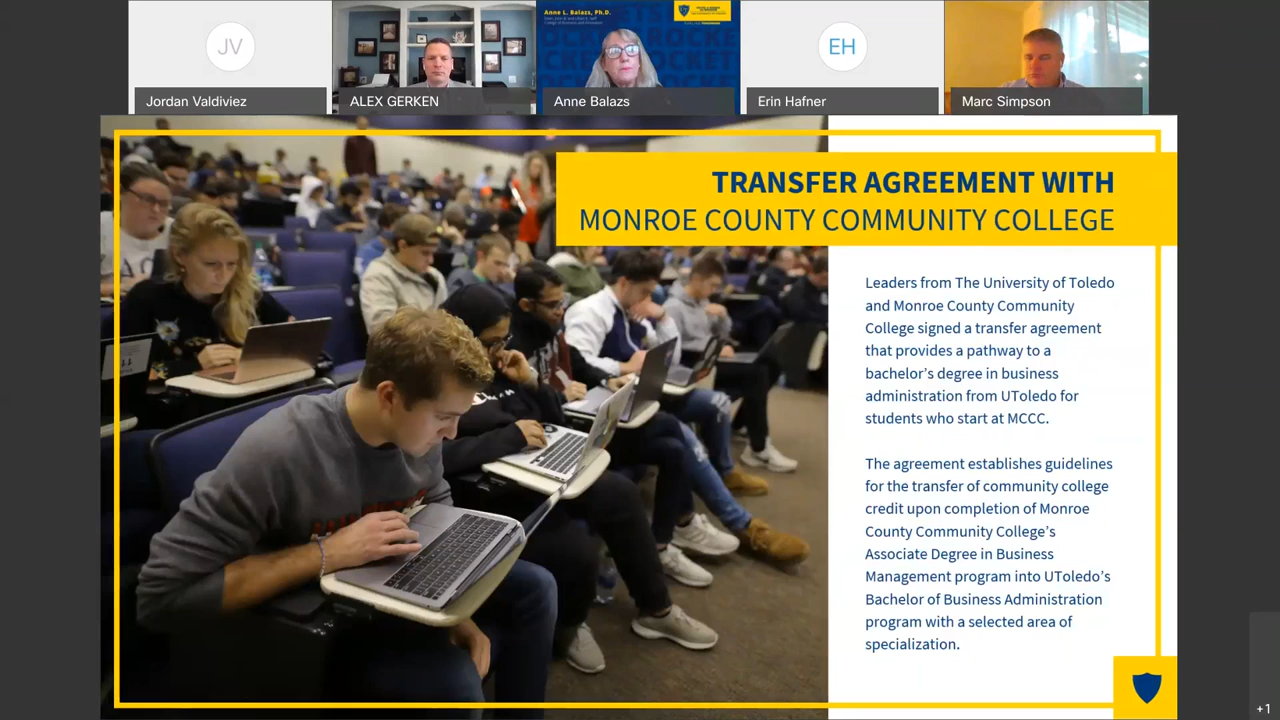 JV
Jordan Valdiviez
ALEX GERKEN
Anne L. Balazs, Ph.D.
Anne Balazs
EH
Erin Hafner
Marc Simpson
TRANSFER AGREEMENT WITH
MONROE COUNTY COMMUNITY COLLEGE
Leaders from The University of Toledo
and Monroe County Community
College signed a transfer agreement
that provides a pathway to a
bachelor's degree in business
administration from UToledo for
students who start at MCCC.
The agreement establishes guidelines
for the transfer of community college
credit upon completion of Monroe
County Community College's
Associate Degree in Business
Management program into UToledo's
Bachelor of Business Administration
program with a selected area of
specialization.
+1